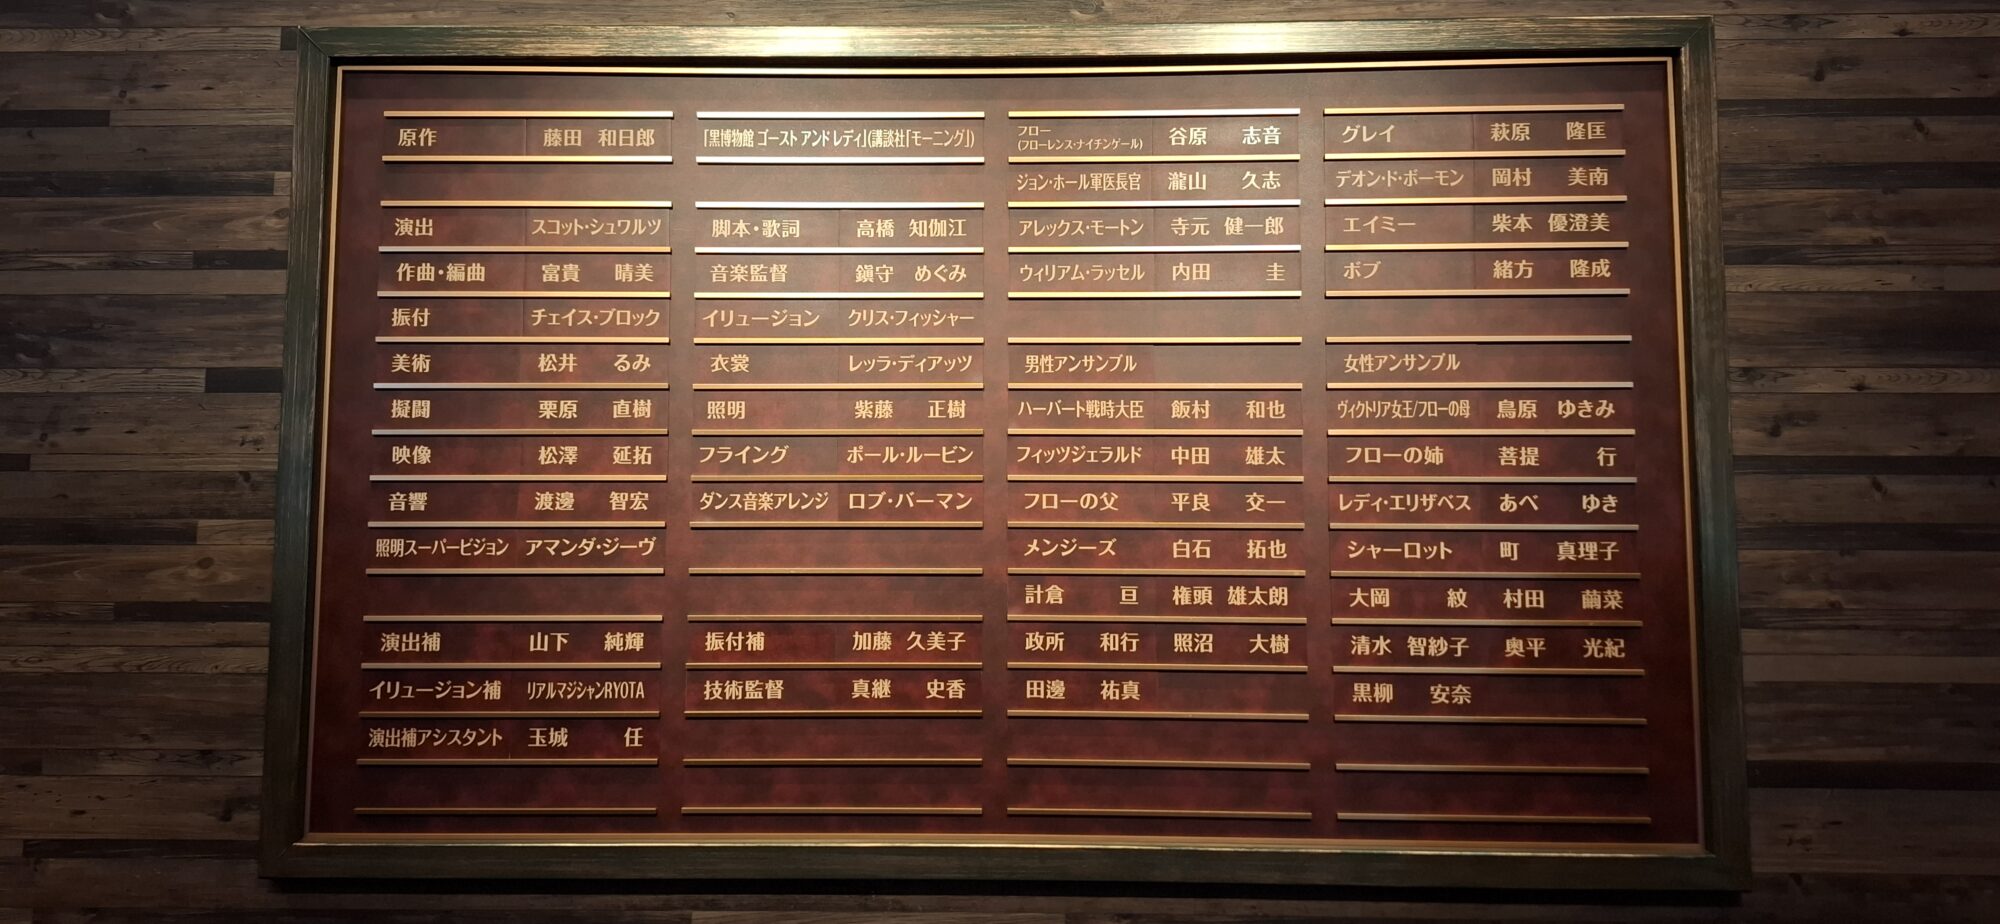 原作 藤田 和日郎
「黒博物館 ゴースト アンド レディ」(講談社「モーニング」)
演出 スコット・シュワルツ
作曲・編曲 富貴 晴美
振付 チェイス・ブロック
美術 松井 るみ
擬闘 栗原 直樹
映像 松澤 延拓
音響 渡邉 智宏
照明スーパービジョン アマンダ・ジーヴ
演出補 山下 純輝
イリュージョン補 リアルマジシャンRYOTA
演出補アシスタント 玉城 任
脚本・歌詞 高橋 知伽江
音楽監督 鎭守 めぐみ
イリュージョン クリス・フィッシャー
衣裳 レッラ・ディアッツ
照明 紫藤 正樹
フライング ポール・ルービン
ダンス音楽アレンジ ロブ・バーマン
振付補 加藤 久美子
技術監督 真継 史香
フロー
(フローレンス・ナイチンゲール) 谷原 志音
ジョン・ホール軍医長官 瀧山 久志
アレックス・モートン 寺元 健一郎
ウィリアム・ラッセル 内田 圭
男性アンサンブル
ハーバート戦時大臣 飯村 和也
フィッツジェラルド 中田 雄太
フローの父 平良 交一
メンジーズ 白石 拓也
計倉 亘 権頭 雄太朗
政所 和行 照沼 大樹
田邊 祐真
グレイ 萩原 隆匡
デオン・ド・ボーモン 岡村 美南
エイミー 柴本 優澄美
ボブ 緒方 隆成
女性アンサンブル
ヴィクトリア女王/フローの母 鳥原 ゆきみ
フローの姉 菩提 行
レディ・エリザベス あべ ゆき
シャーロット 町 真理子
大岡 紋 村田 繭菜
清水 智紗子 奥平 光紀
黒柳 安奈